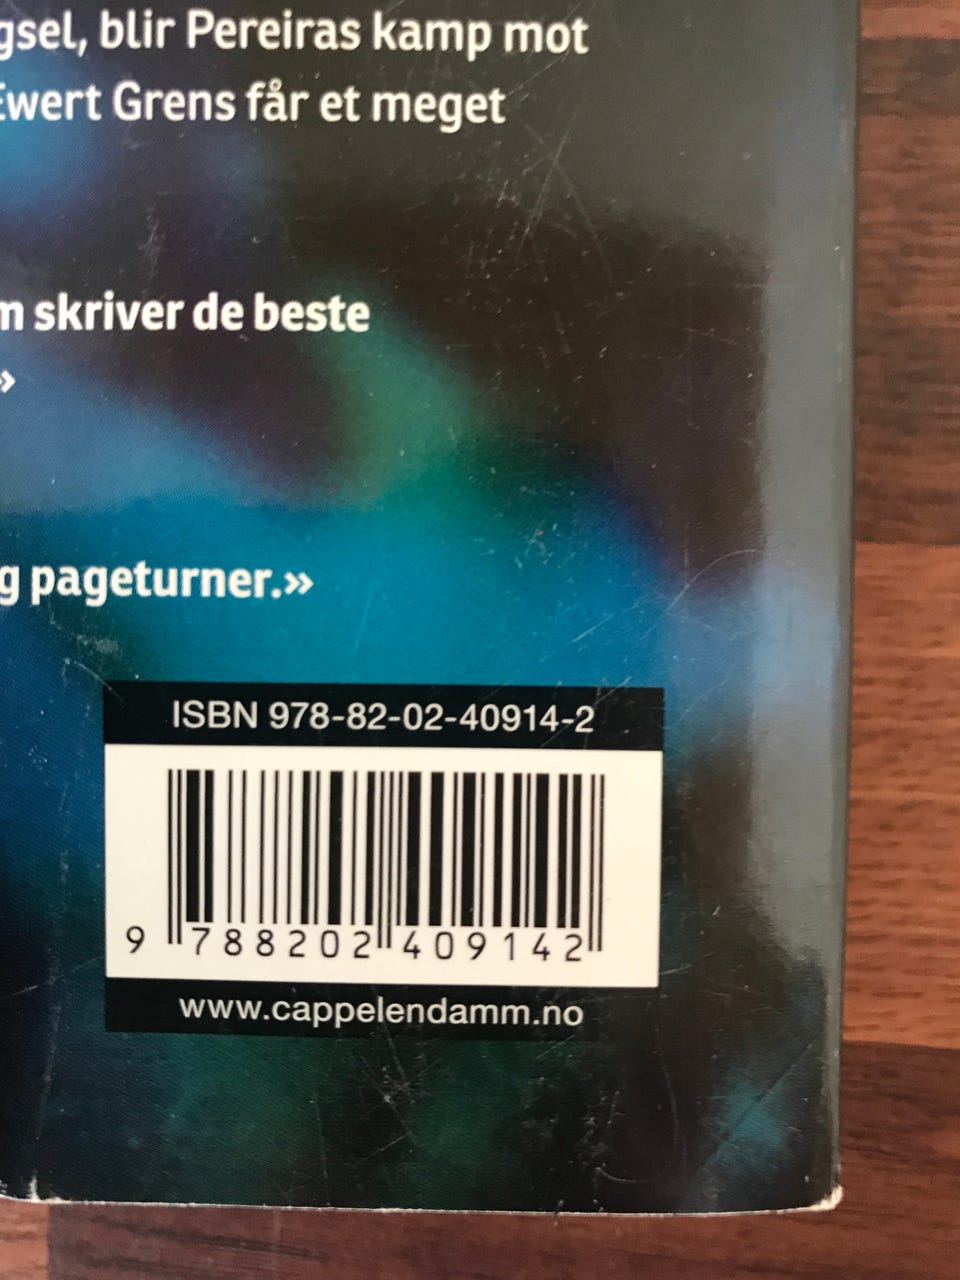 gsel, blir Pereiras kamp mot
Ewert Grens får et meget
m skriver de beste
»
g pageturner.»
ISBN 978-82-02-40914-2
9 788202 409142
www.cappelendamm.no